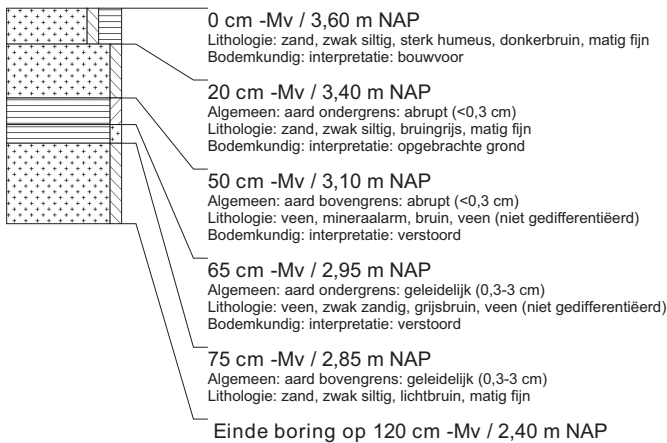 0 cm -Mv / 3,60 m NAP
Lithologie: zand, zwak siltig, sterk humeus, donkerbruin, matig fijn
Bodemkundig: interpretatie: bouwvoor
20 cm -Mv / 3,40 m NAP
Algemeen: aard ondergrens: abrupt (<0,3 cm)
Lithologie: zand, zwak siltig, bruingrijs, matig fijn
Bodemkundig: interpretatie: opgebrachte grond
50 cm -Mv / 3,10 m NAP
Algemeen: aard bovengrens: abrupt (<0,3 cm)
Lithologie: veen, mineraalarm, bruin, veen (niet gedifferentiëerd)
Bodemkundig: interpretatie: verstoord
65 cm -Mv / 2,95 m NAP
Algemeen: aard ondergrens: geleidelijk (0,3-3 cm)
Lithologie: veen, zwak zandig, grijsbruin, veen (niet gedifferentiëerd)
Bodemkundig: interpretatie: verstoord
75 cm -Mv / 2,85 m NAP
Algemeen: aard bovengrens: geleidelijk (0,3-3 cm)
Lithologie: zand, zwak siltig, lichtbruin, matig fijn
Einde boring op 120 cm -Mv / 2,40 m NAP